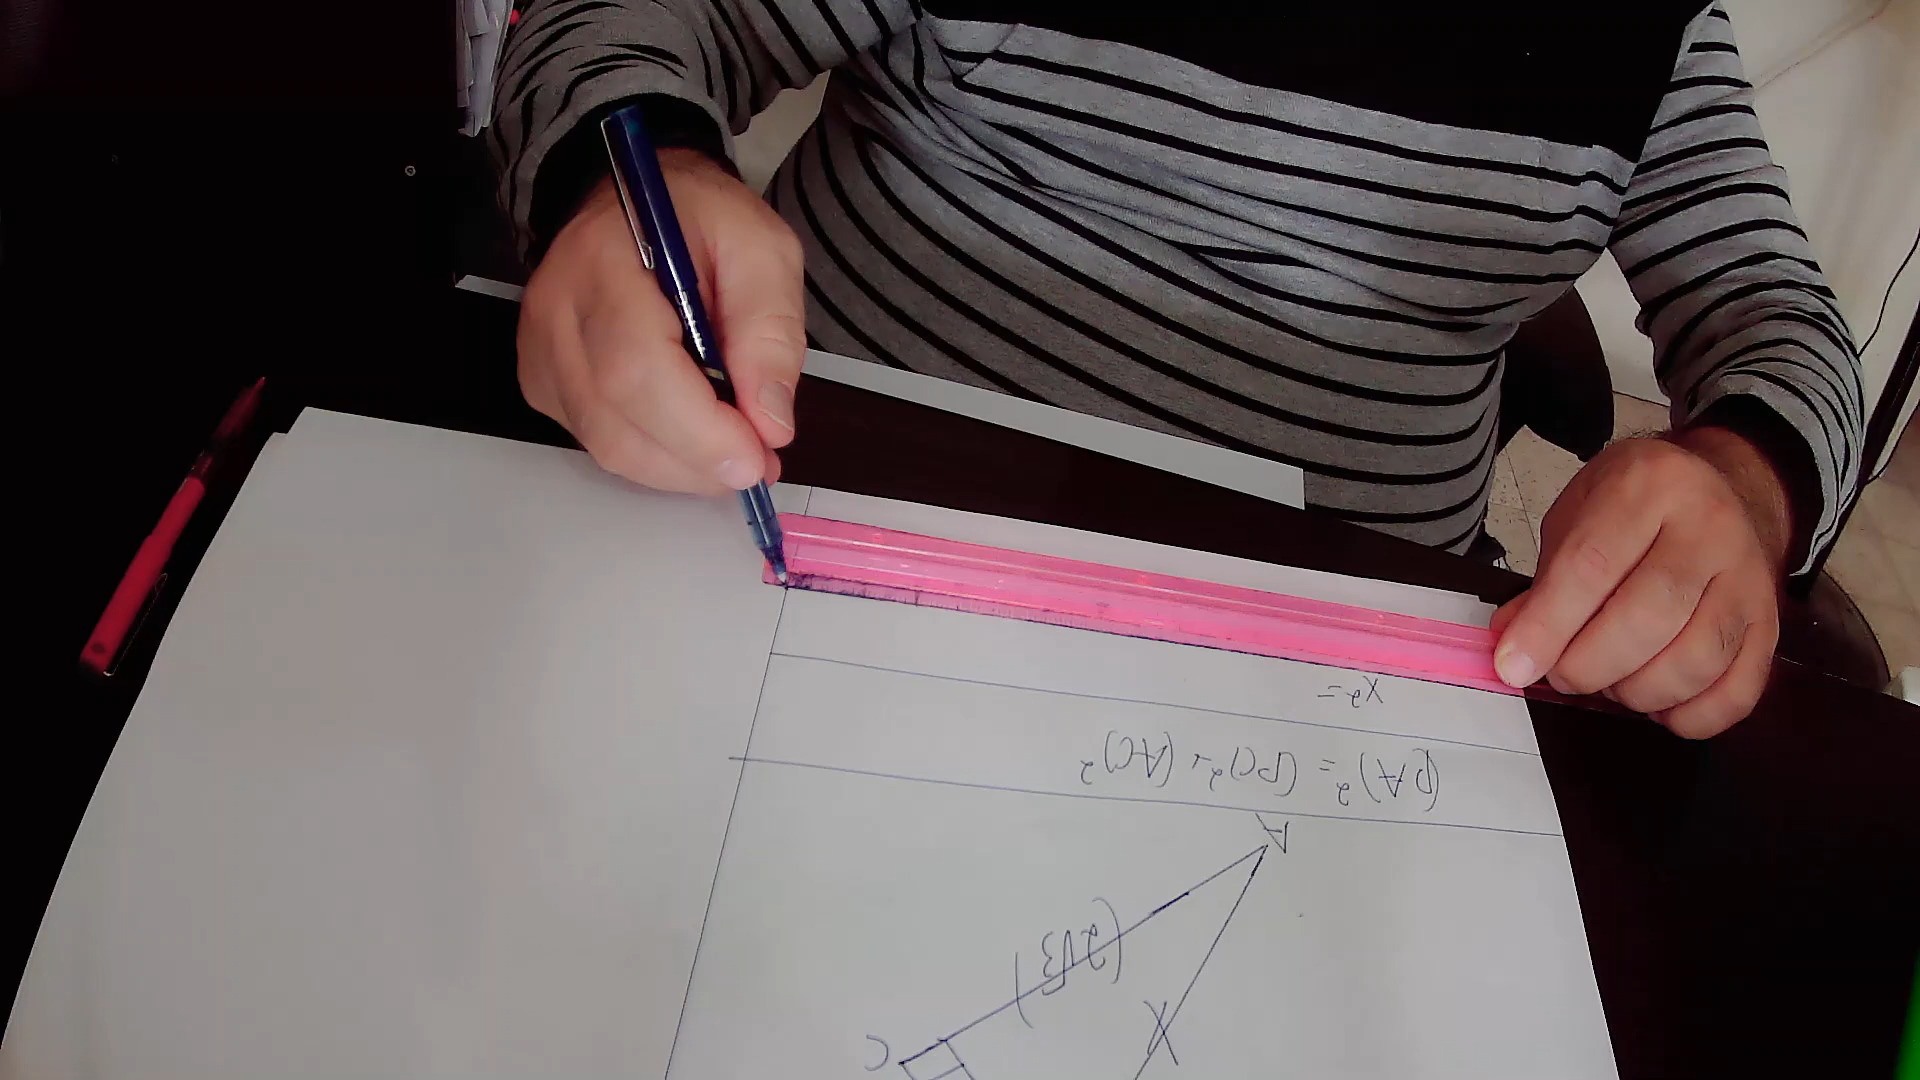 X
C
(2√3)
A
(BA)² = (BC)² + (AC)²
X² =